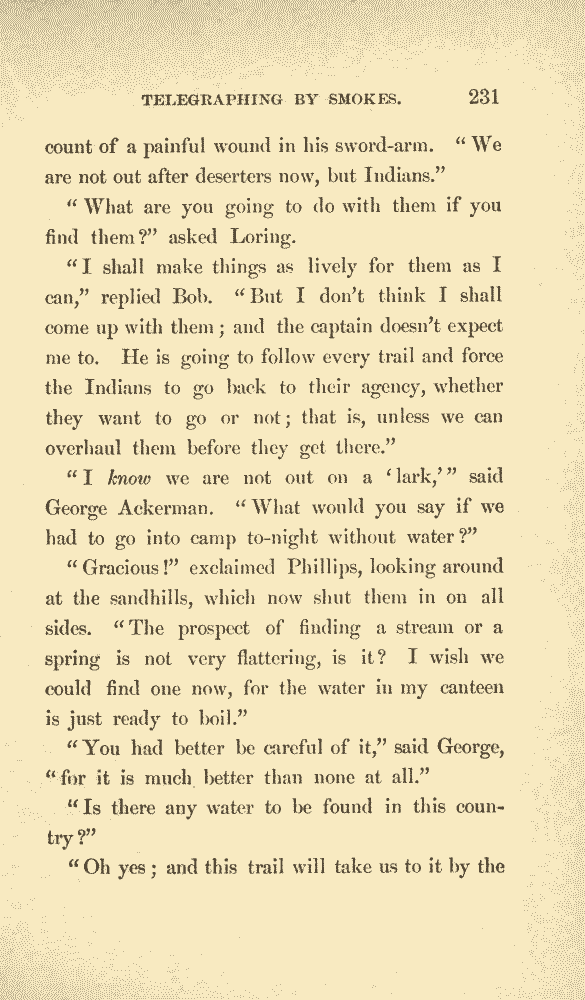 TELEGRAPHING BY SMOKES. 231
count of a painful wound in his sword-arm. “ We
are not out after deserters now, but Indians.”
“ What are you going to do with them if you
find them?” asked Loring.
“I shall make things as lively for them as I
can,” replied Bob. “But I don’t think I shall
come up with them; and the captain doesn’t expect
me to. He is going to follow every trail and force
the Indians to go back to their agency, whether
they want to go or not; that is, unless we can
overhaul them before they get there.”
“I know we are not out on a ‘lark,’” said
George Ackerman. “What would you say if we
had to go into camp to-night without water?”
“Gracious!” exclaimed Phillips, looking around
at the sandhills, which now shut them in on all
sides. “The prospect of finding a stream or a
spring is not very flattering, is it? I wish we
could find one now, for the water in my canteen
is just ready to boil.”
“You had better be careful of it,” said George,
“for it is much better than none at all.”
“Is there any water to be found in this coun-
try?”
“Oh yes; and this trail will take us to it by the